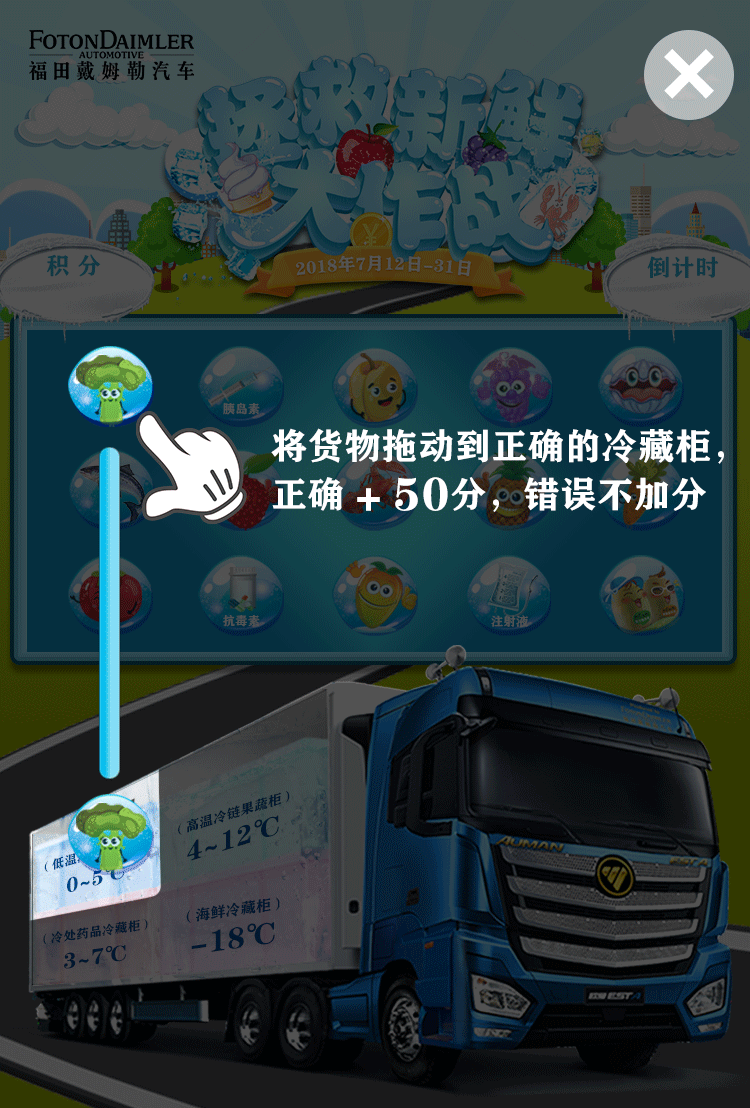 FOTONDAIMLER
AUTOMOTIVE
福田戴姆勒汽车
拯救新鲜
大作战
2018年7月12日-31日
积分
倒计时
胰岛素
将货物拖动到正确的冷藏柜，
正确 + 50分，错误不加分
抗毒素
注射液
（高温冷链果蔬柜）
4~12℃
（低温
0~5℃
（冷处药品冷藏柜）
3~7℃
（海鲜冷藏柜）
-18℃
AUMAN
EST-A
欧曼EST-A